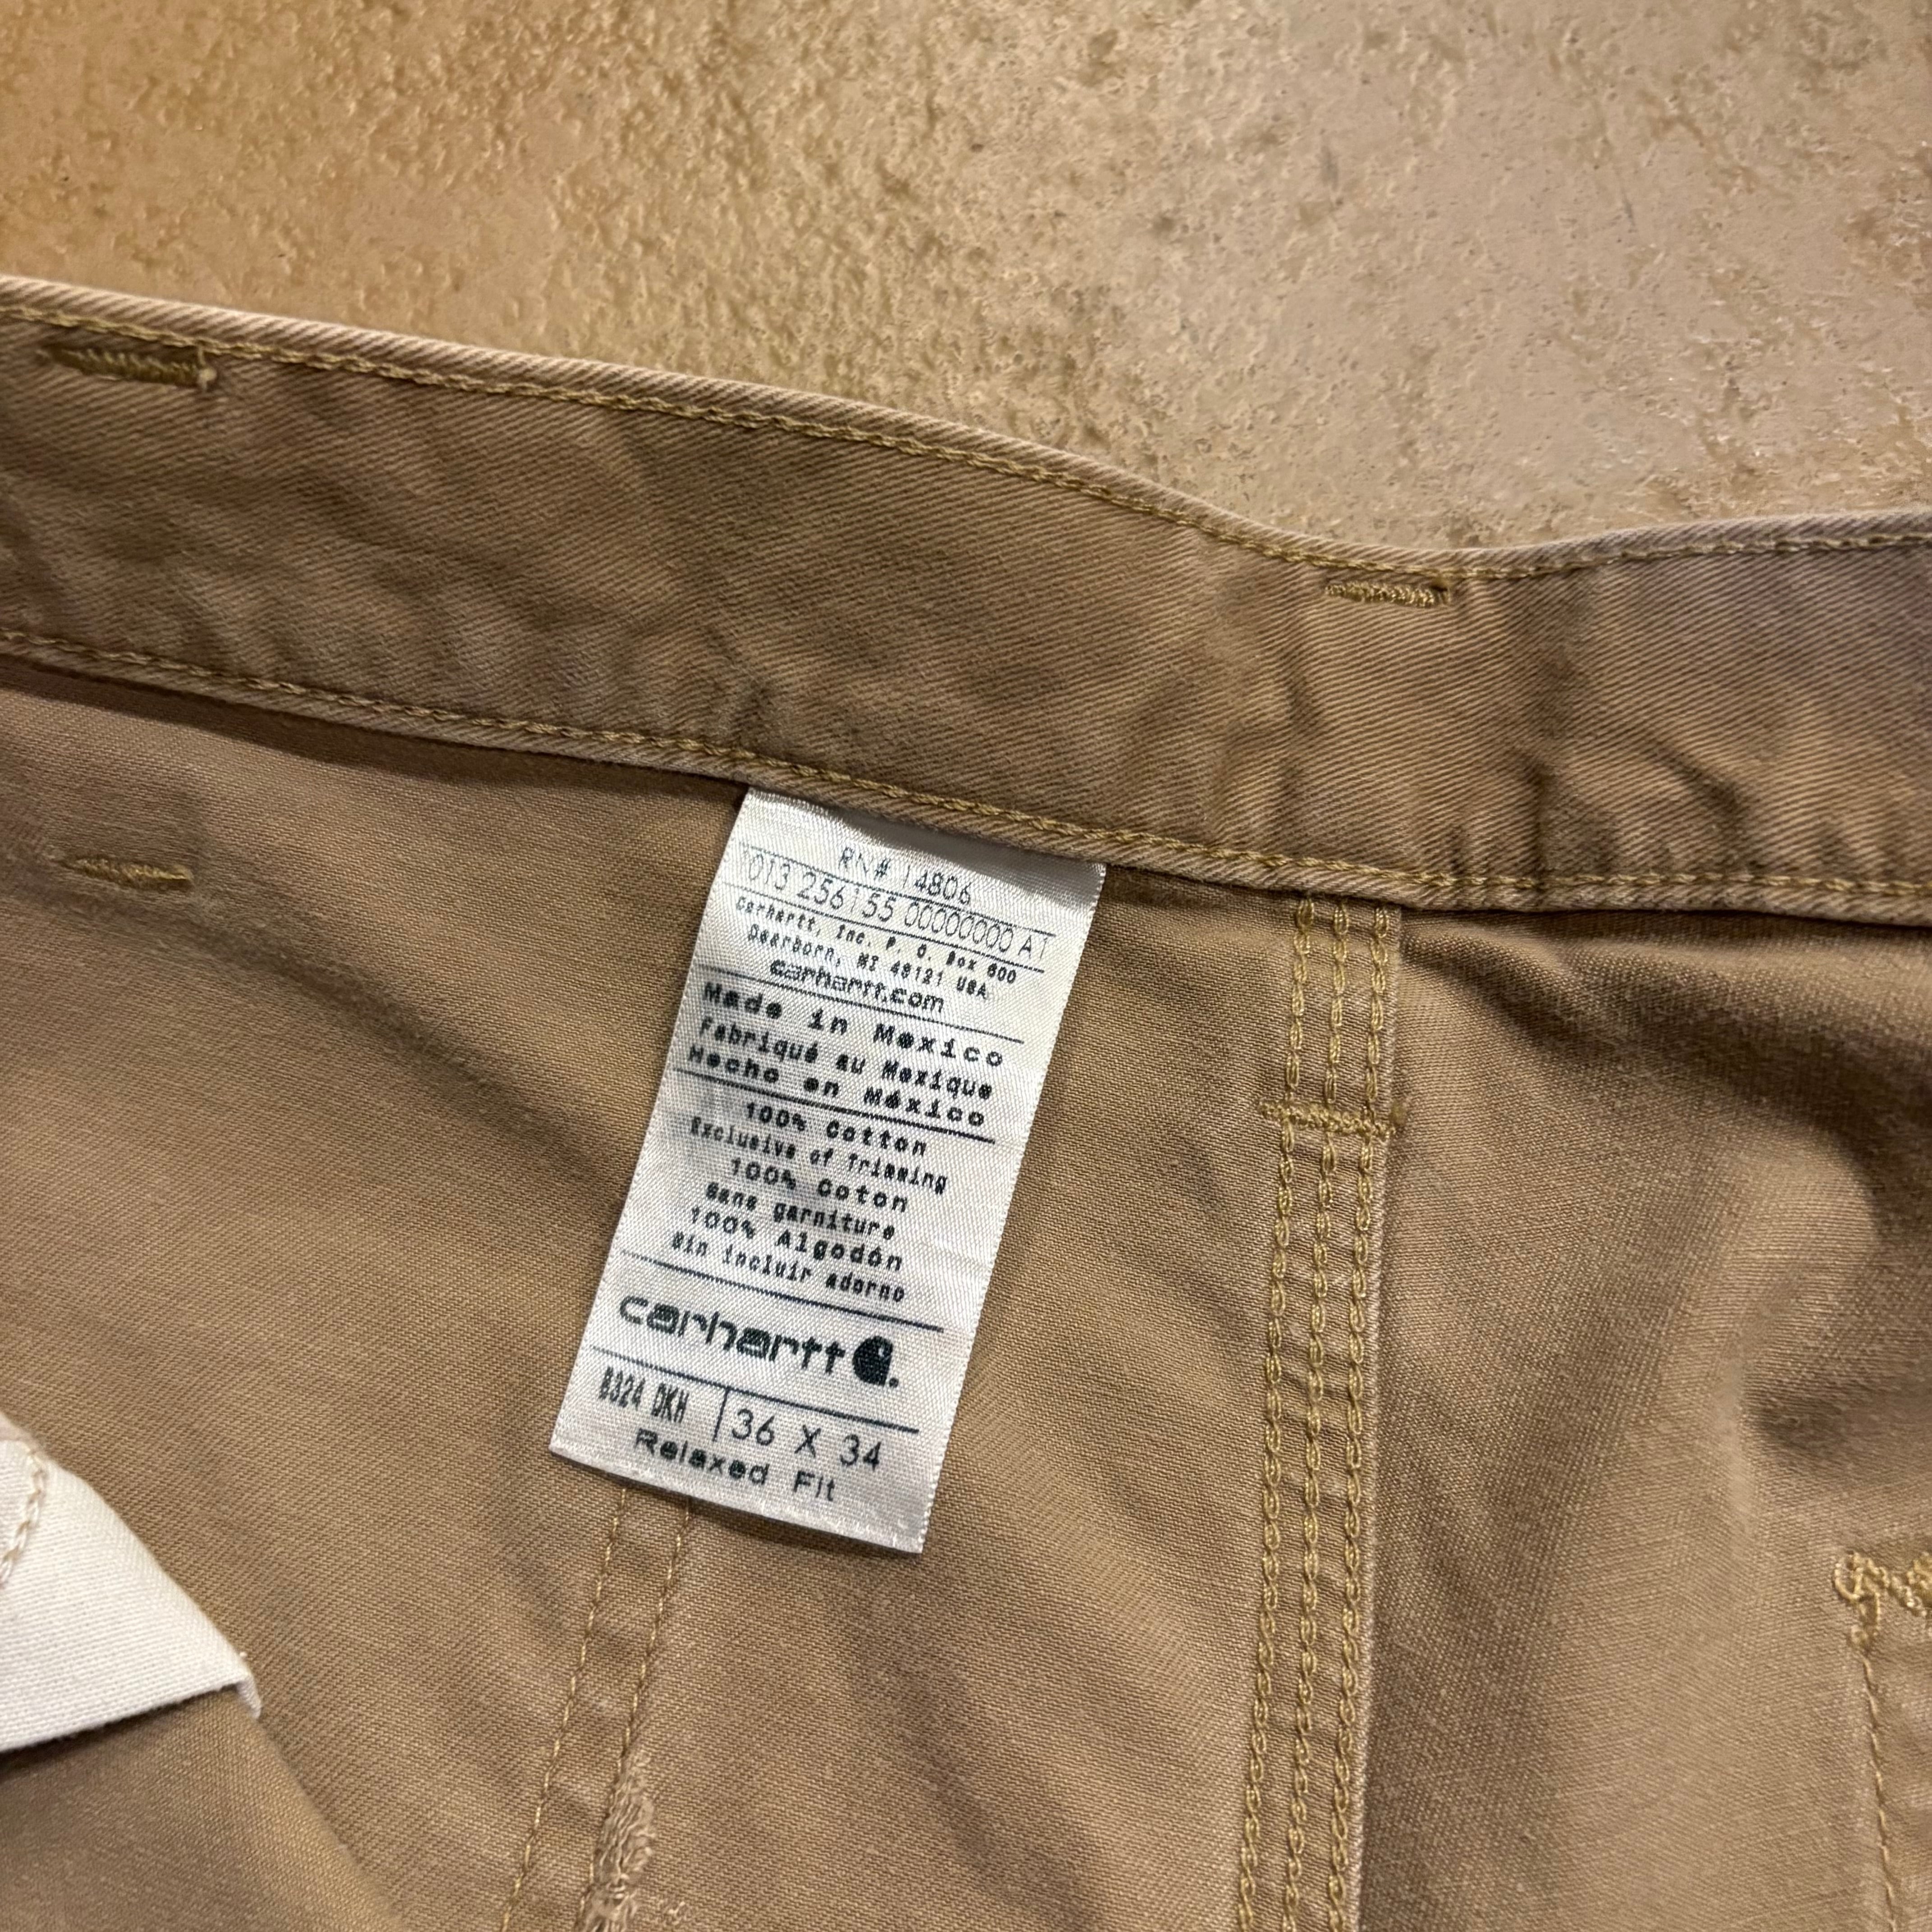 RN# 14806
013 256155 00000000 A1
Carhartt, Inc. P. O. Box 600
Dearborn, MI 48121 USA
carhartt.com
Made in Mexico
Fabriqué au Mexique
Hecho en México
100% Cotton
Exclusive of Trimming
100% Coton
Sans garniture
100% Algodón
Sin incluir adorno
carhartt
B324 DKH 36 X 34
Relaxed Fit